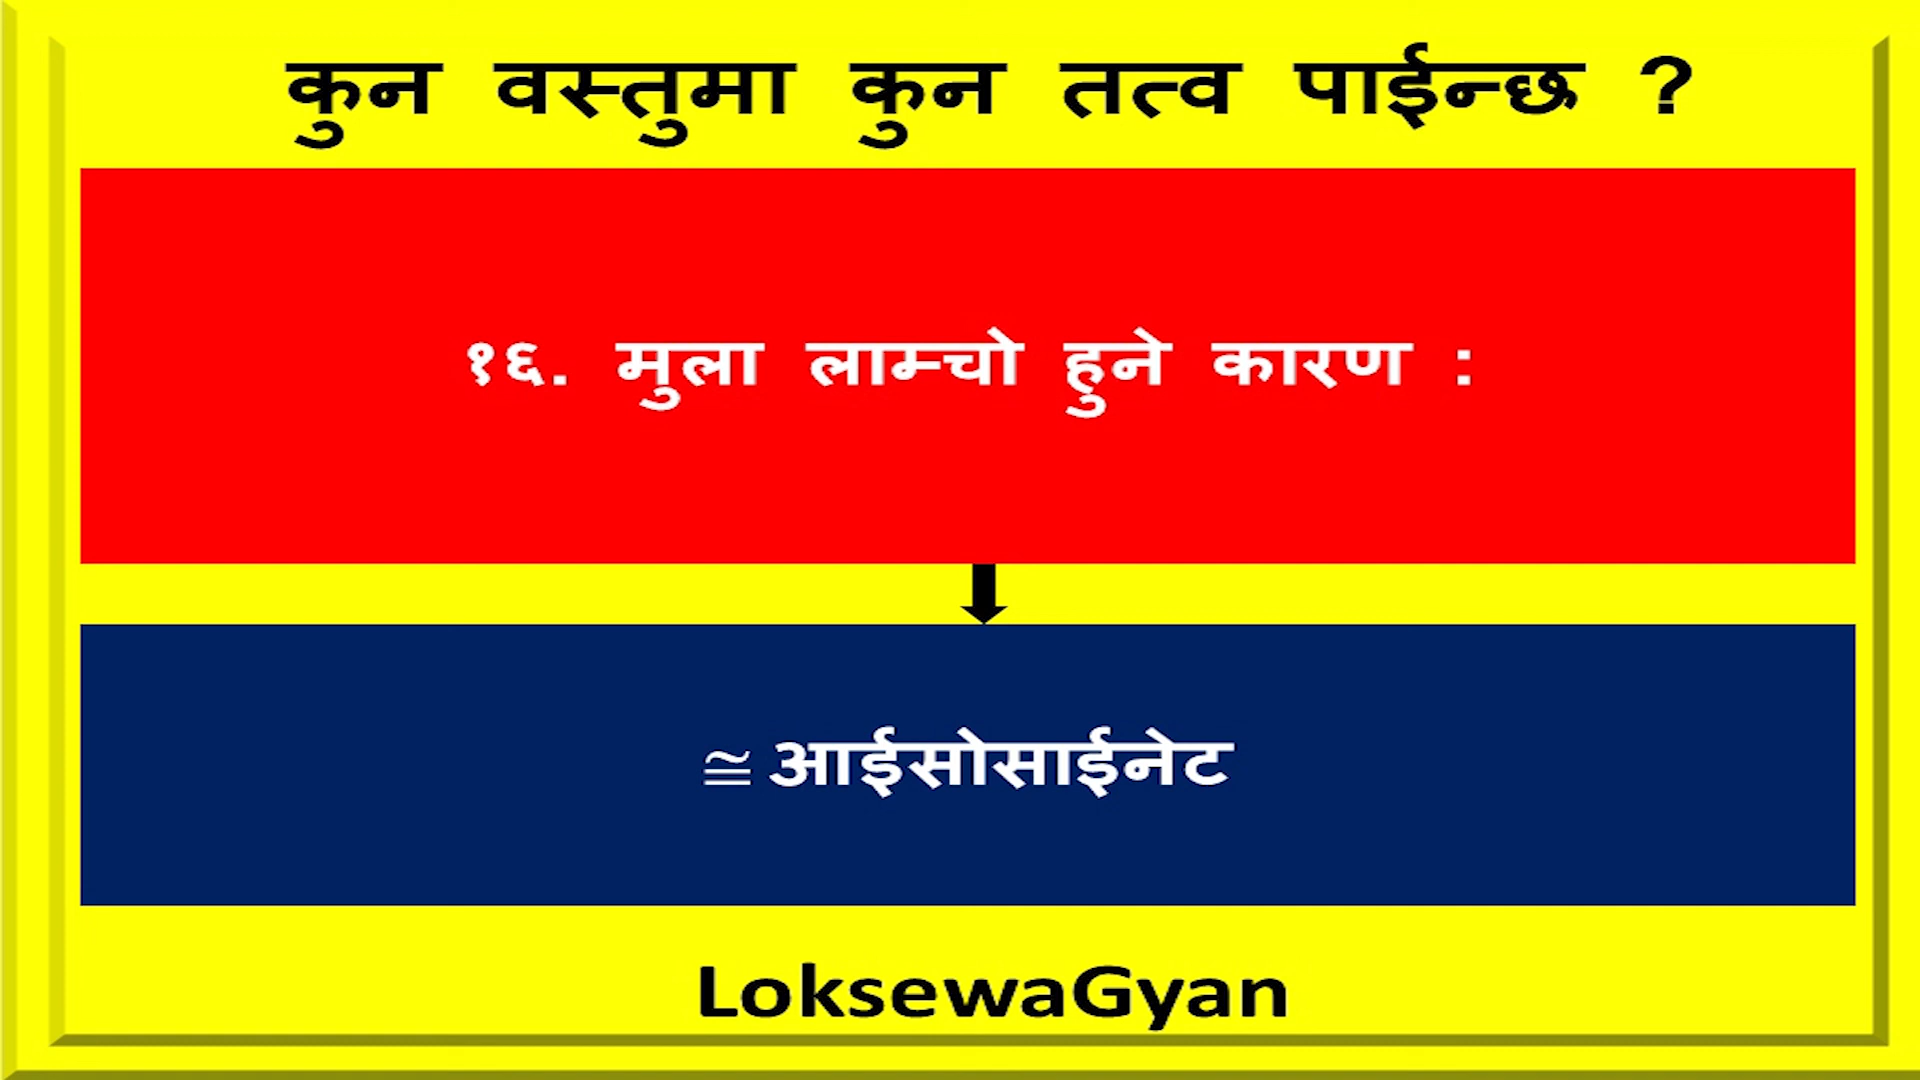 कुन वस्तुमा कुन तत्व पाईन्छ ?
१६. मुला लाम्चो हुने कारण :
≅ आईसोसाईनेट
LoksewaGyan